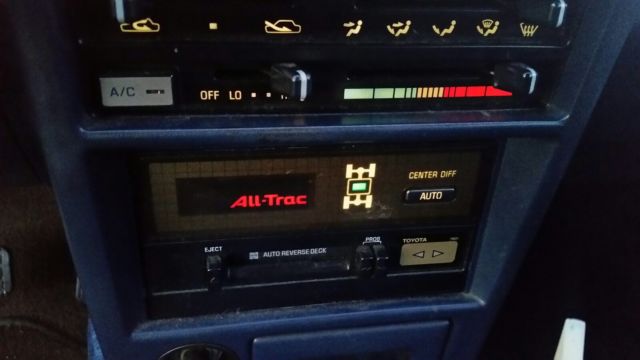 A/C
OFF LO
All-Trac
CENTER DIFF
AUTO
EJECT
AUTO REVERSE DECK
PROG
TOYOTA